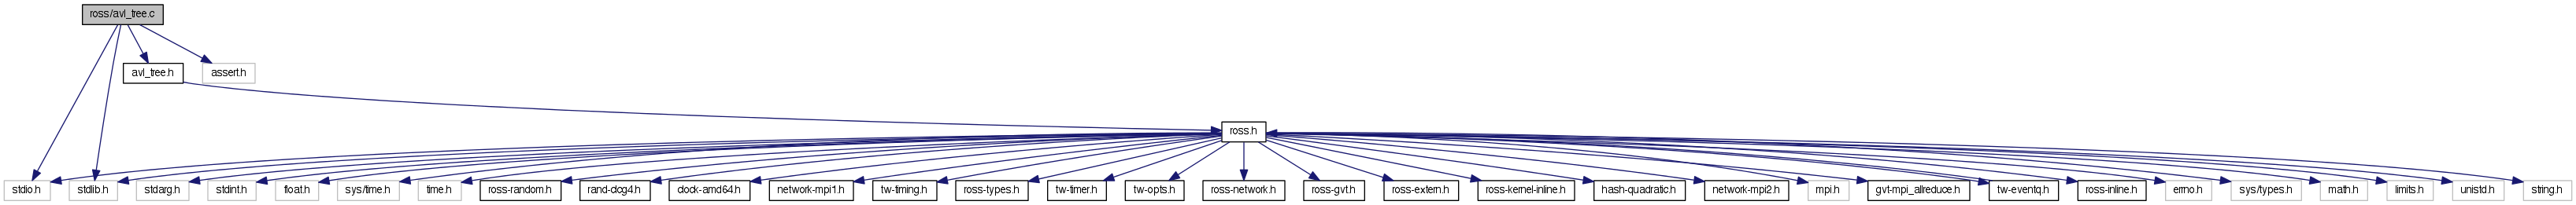 ross/avl_tree.c
avl_tree.h
assert.h
ross.h
stdio.h
stdlib.h
stdarg.h
stdint.h
float.h
sys/time.h
time.h
ross-random.h
rand-clcg4.h
clock-amd64.h
network-mpi1.h
tw-timing.h
ross-types.h
tw-timer.h
tw-opts.h
ross-network.h
ross-gvt.h
ross-extern.h
ross-kernel-inline.h
hash-quadratic.h
network-mpi2.h
mpi.h
gvt-mpi_allreduce.h
tw-eventq.h
ross-inline.h
errno.h
sys/types.h
math.h
limits.h
unistd.h
string.h